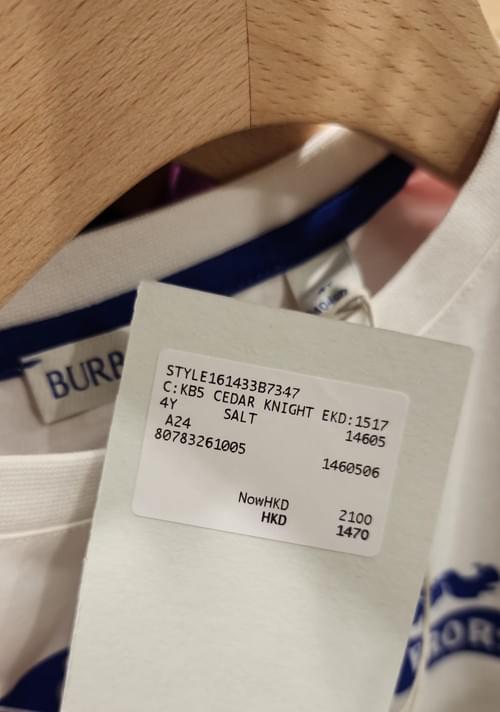 BURB
STYLE161433B7347
C:KB5 CEDAR KNIGHT EKD:1517
4Y SALT 14605
A24
80783261005 1460506
NowHKD 2100
HKD 1470